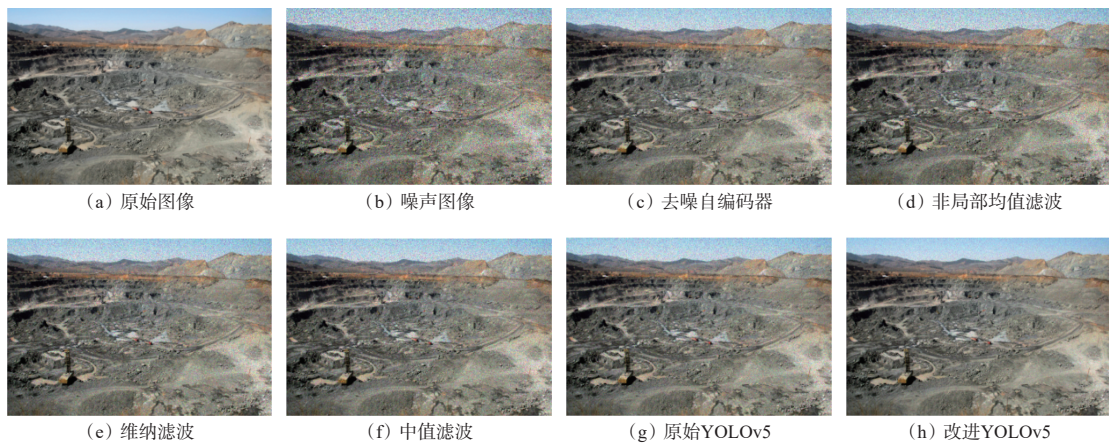 （a）原始图像
（b）噪声图像
（c）去噪自编码器
（d）非局部均值滤波
（e）维纳滤波
（f）中值滤波
（g）原始YOLOv5
（h）改进YOLOv5